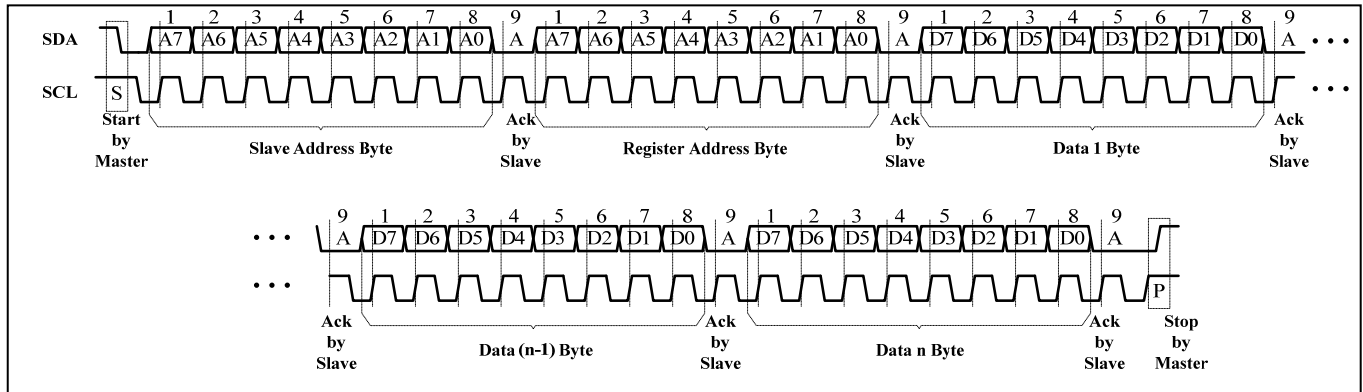 1 2 3 4 5 6 7 8 9 1 2 3 4 5 6 7 8 9 1 2 3 4 5 6 7 8 9
SDA A7 A6 A5 A4 A3 A2 A1 A0 A A7 A6 A5 A4 A3 A2 A1 A0 A D7 D6 D5 D4 D3 D2 D1 D0 A • • •
SCL S • • •
Start by Master
Slave Address Byte
Ack by Slave
Register Address Byte
Ack by Slave
Data 1 Byte
Ack by Slave
9 1 2 3 4 5 6 7 8 9 1 2 3 4 5 6 7 8 9
• • • A D7 D6 D5 D4 D3 D2 D1 D0 A D7 D6 D5 D4 D3 D2 D1 D0 A
• • • P
Ack by Slave
Data (n-1) Byte
Ack by Slave
Data n Byte
Ack by Slave
Stop by Master